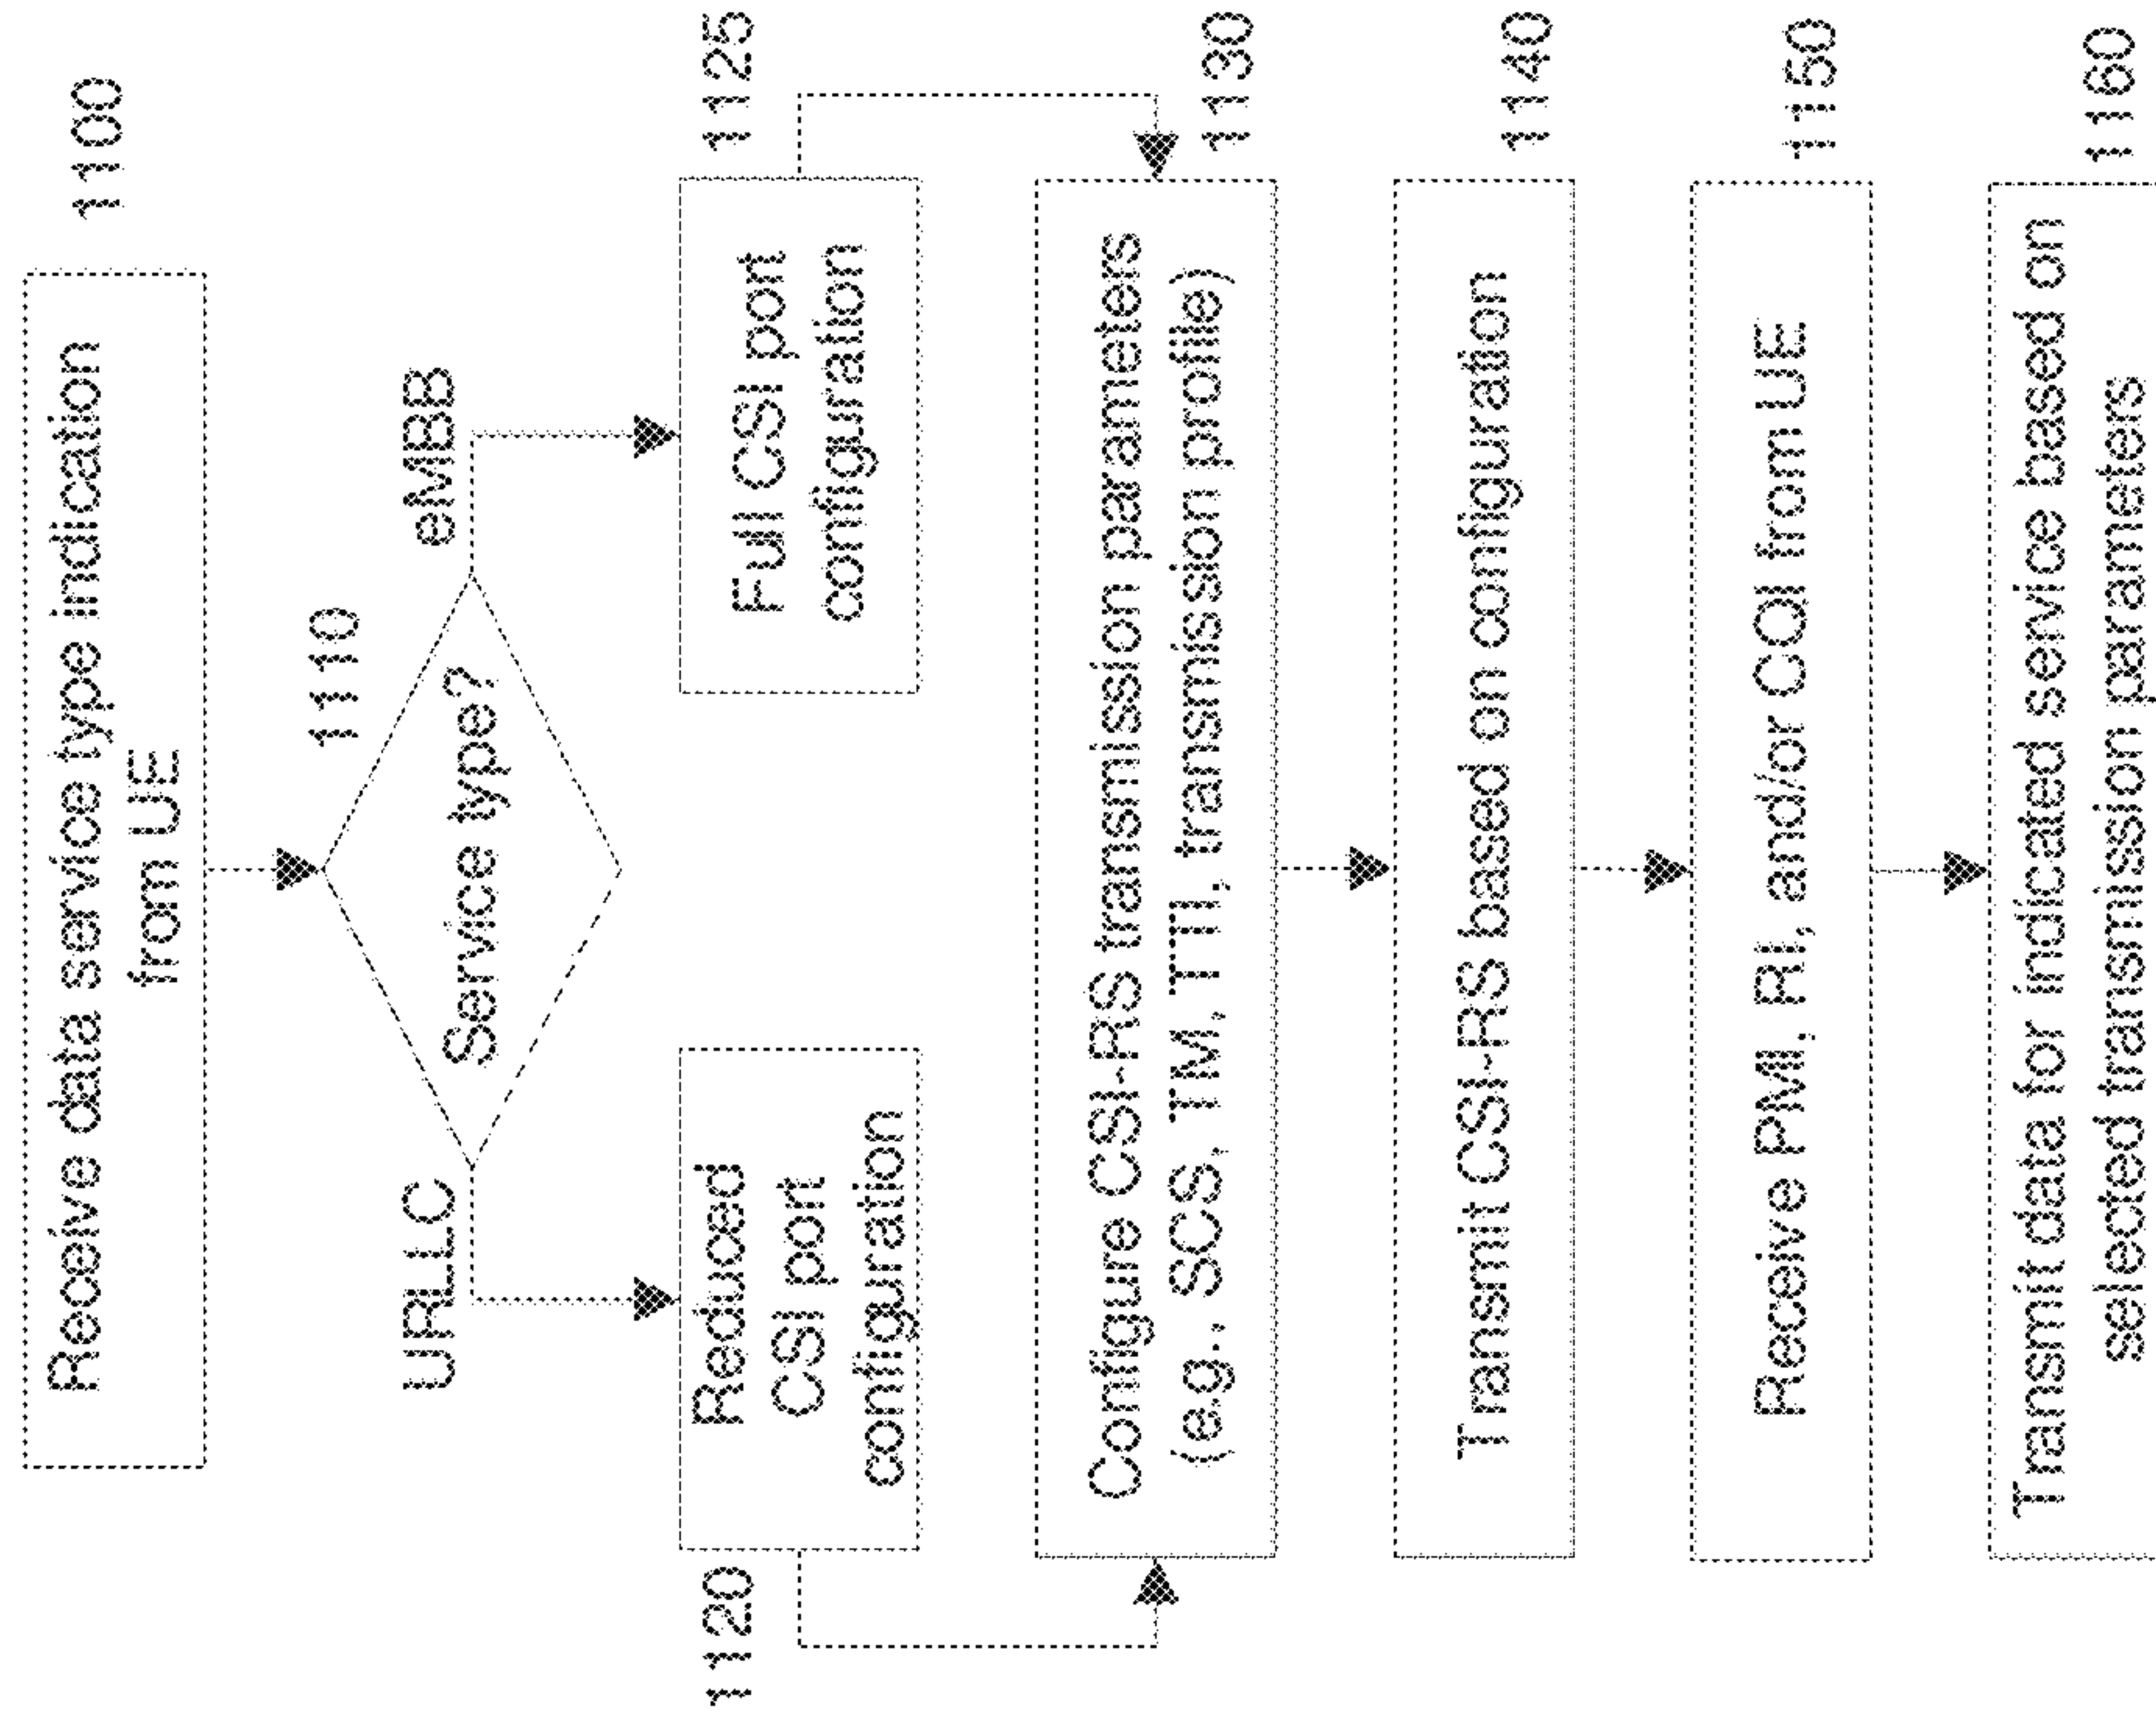 Receive data service type indication
from UE
1100
1110
Service type?
URLLC
eMBB
1120
Reduced
CSI port
configuration
Full CSI port
configuration
1125
Configure CSI-RS transmission parameters
(e.g., SCS, TM, TTI, transmission profile)
1130
Transmit CSI-RS based on configuration
1140
Receive PMI, RI, and/or CQI from UE
1150
Transmit data for indicated service based on
selected transmission parameters
1160